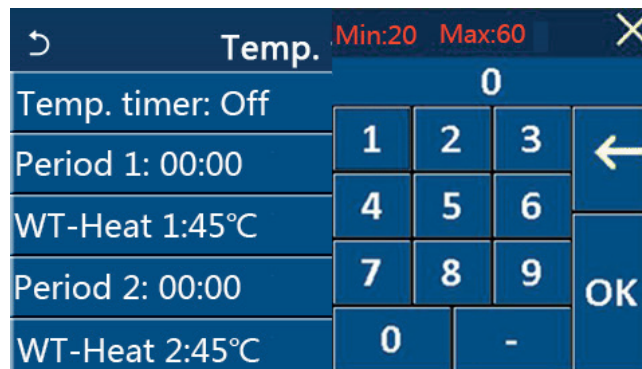 Temp.
Temp. timer: Off
Period 1: 00:00
WT-Heat 1:45℃
Period 2: 00:00
WT-Heat 2:45℃
Min:20 Max:60
0
1 2 3
4 5 6
7 8 9
0 -
OK